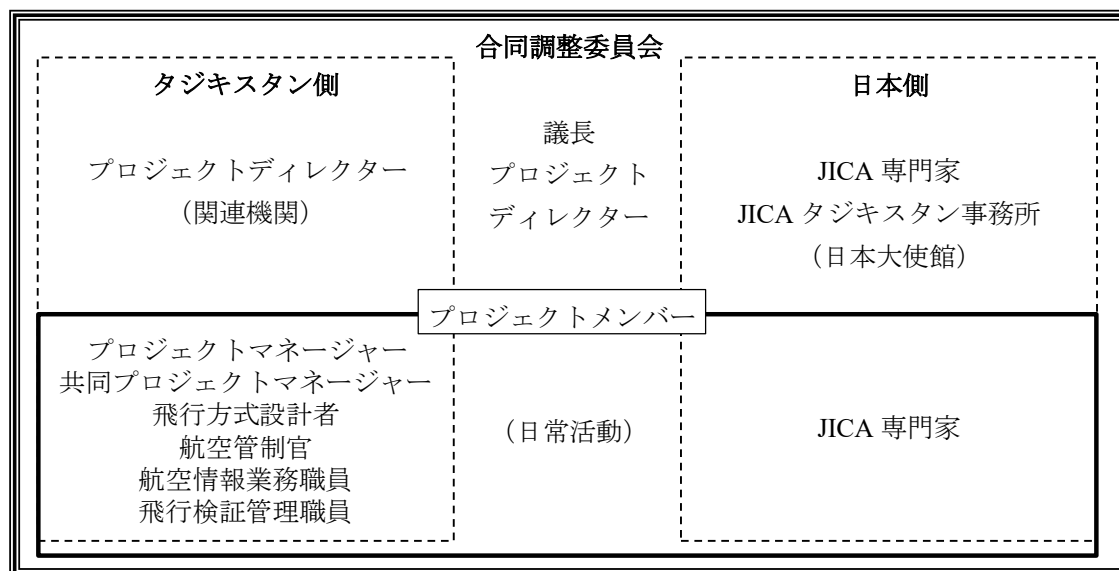 合同調整委員会
タジキスタン側
プロジェクトディレクター
（関連機関）
議長
プロジェクト
ディレクター
日本側
JICA 専門家
JICA タジキスタン事務所
（日本大使館）
プロジェクトメンバー
プロジェクトマネージャー
共同プロジェクトマネージャー
飛行方式設計者
航空管制官
航空情報業務職員
飛行検証管理職員
（日常活動）
JICA 専門家